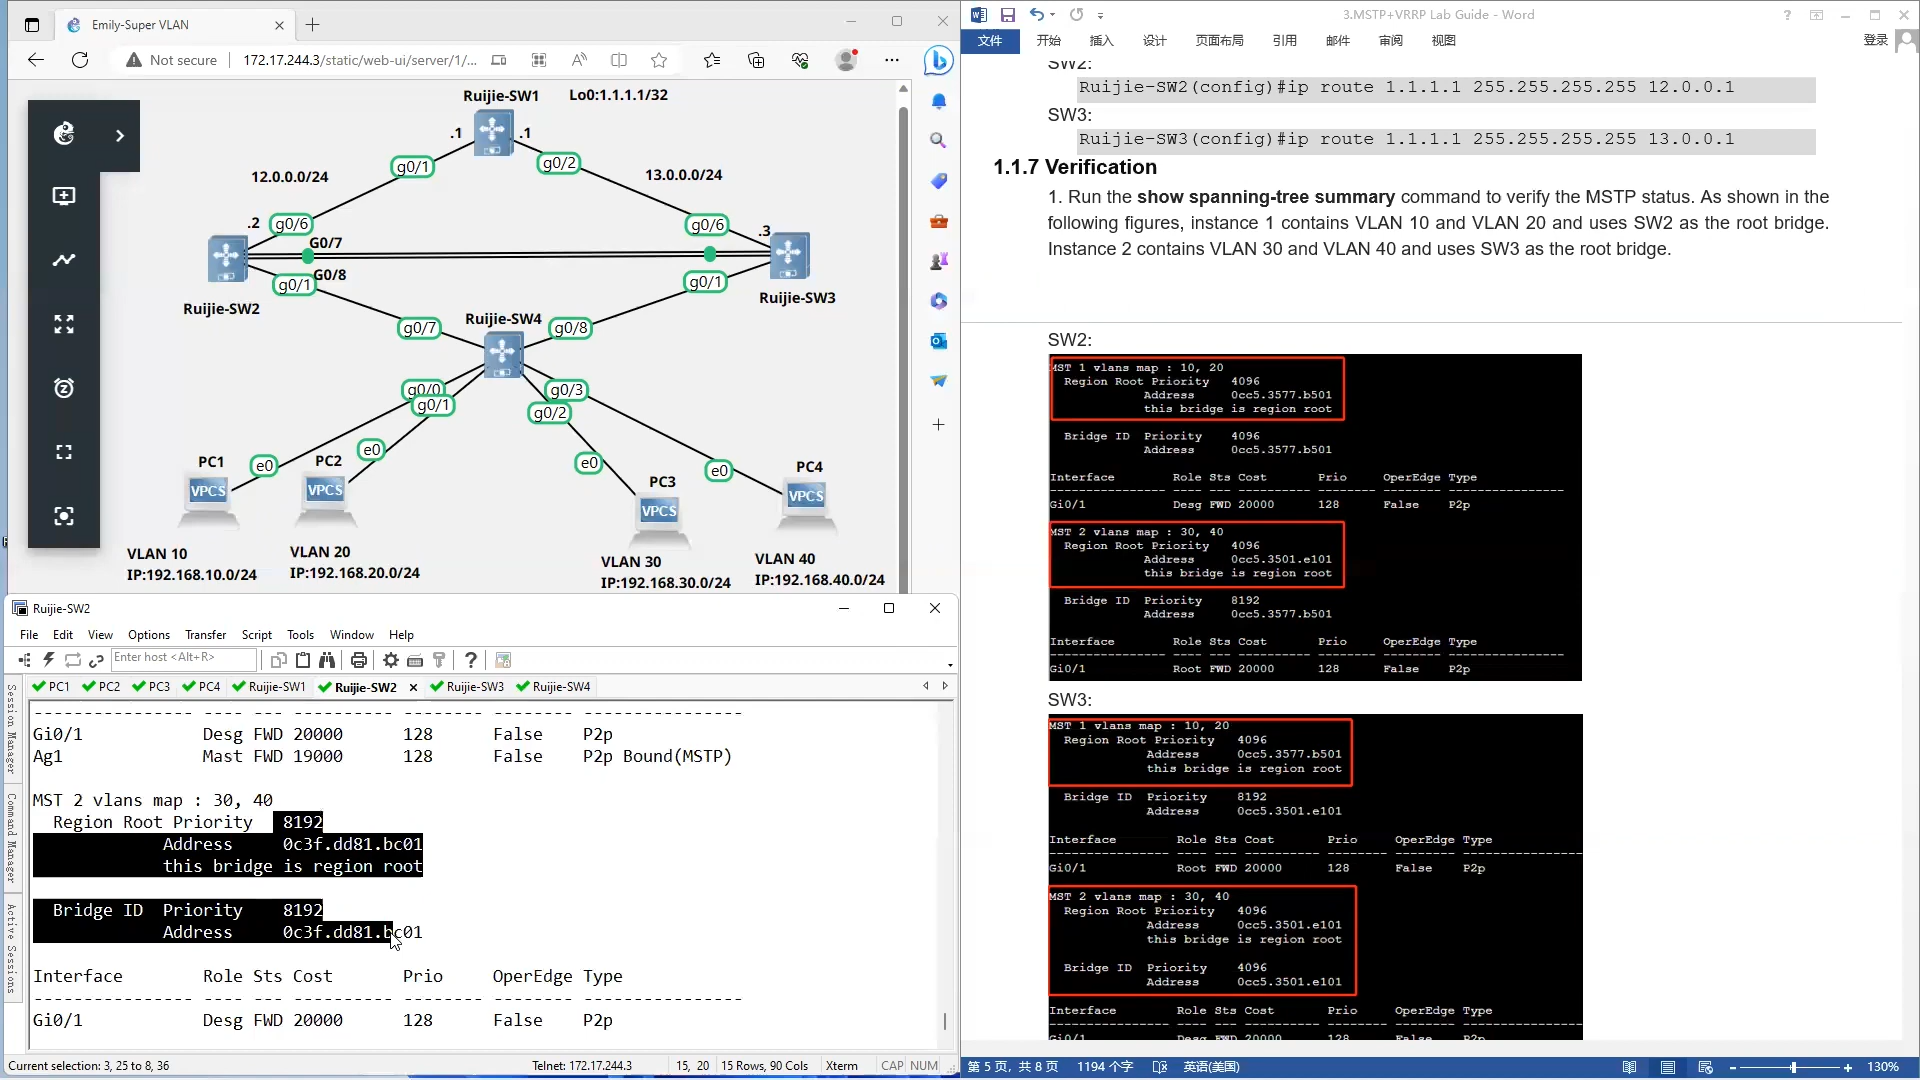 Emily-Super VLAN
Not secure
172.17.244.3/static/web-ui/server/1/...
Ruijie-SW1
Lo0:1.1.1.1/32
.1
.1
g0/1
g0/2
12.0.0.0/24
13.0.0.0/24
.2
g0/6
g0/6
.3
G0/7
G0/8
g0/1
g0/1
Ruijie-SW2
Ruijie-SW3
Ruijie-SW4
g0/7
g0/8
g0/0
g0/1
g0/3
g0/2
e0
e0
e0
e0
PC1
PC2
PC3
PC4
VPCS
VPCS
VPCS
VPCS
VLAN 10
IP:192.168.10.0/24
VLAN 20
IP:192.168.20.0/24
VLAN 30
IP:192.168.30.0/24
VLAN 40
IP:192.168.40.0/24
Ruijie-SW2
File Edit View Options Transfer Script Tools Window Help
Enter host <Alt+R>
Session Manager
Command Manager
Active Sessions
PC1 PC2 PC3 PC4 Ruijie-SW1 Ruijie-SW2 Ruijie-SW3 Ruijie-SW4
---------------- ---- --- ---------- -------- -------- ----------------
Gi0/1 Desg FWD 20000 128 False P2p
Ag1 Mast FWD 19000 128 False P2p Bound(MSTP)
MST 2 vlans map : 30, 40
Region Root Priority 8192
Address 0c3f.dd81.bc01
this bridge is region root
Bridge ID Priority 8192
Address 0c3f.dd81.bc01
Interface Role Sts Cost Prio OperEdge Type
---------------- ---- --- ---------- -------- -------- ----------------
Gi0/1 Desg FWD 20000 128 False P2p
Current selection: 3, 25 to 8, 36
Telnet: 172.17.244.3
15, 20
15 Rows, 90 Cols
Xterm
CAP NUM
3.MSTP+VRRP Lab Guide - Word
文件 开始 插入 设计 页面布局 引用 邮件 审阅 视图
登录
SW2:
Ruijie-SW2(config)#ip route 1.1.1.1 255.255.255.255 12.0.0.1
SW3:
Ruijie-SW3(config)#ip route 1.1.1.1 255.255.255.255 13.0.0.1
1.1.7 Verification
1. Run the show spanning-tree summary command to verify the MSTP status. As shown in the
following figures, instance 1 contains VLAN 10 and VLAN 20 and uses SW2 as the root bridge.
Instance 2 contains VLAN 30 and VLAN 40 and uses SW3 as the root bridge.
SW2:
MST 1 vlans map : 10, 20
Region Root Priority 4096
Address 0cc5.3577.b501
this bridge is region root
Bridge ID Priority 4096
Address 0cc5.3577.b501
Interface Role Sts Cost Prio OperEdge Type
Gi0/1 Desg FWD 20000 128 False P2p
MST 2 vlans map : 30, 40
Region Root Priority 4096
Address 0cc5.3501.e101
this bridge is region root
Bridge ID Priority 8192
Address 0cc5.3577.b501
Interface Role Sts Cost Prio OperEdge Type
Gi0/1 Root FWD 20000 128 False P2p
SW3:
MST 1 vlans map : 10, 20
Region Root Priority 4096
Address 0cc5.3577.b501
this bridge is region root
Bridge ID Priority 8192
Address 0cc5.3501.e101
Interface Role Sts Cost Prio OperEdge Type
Gi0/1 Root FWD 20000 128 False P2p
MST 2 vlans map : 30, 40
Region Root Priority 4096
Address 0cc5.3501.e101
this bridge is region root
Bridge ID Priority 4096
Address 0cc5.3501.e101
Interface Role Sts Cost Prio OperEdge Type
Gi0/1 Desg FWD 20000 128 False P2p
第 5 页, 共 8 页 1194 个字 英语(美国)
130%